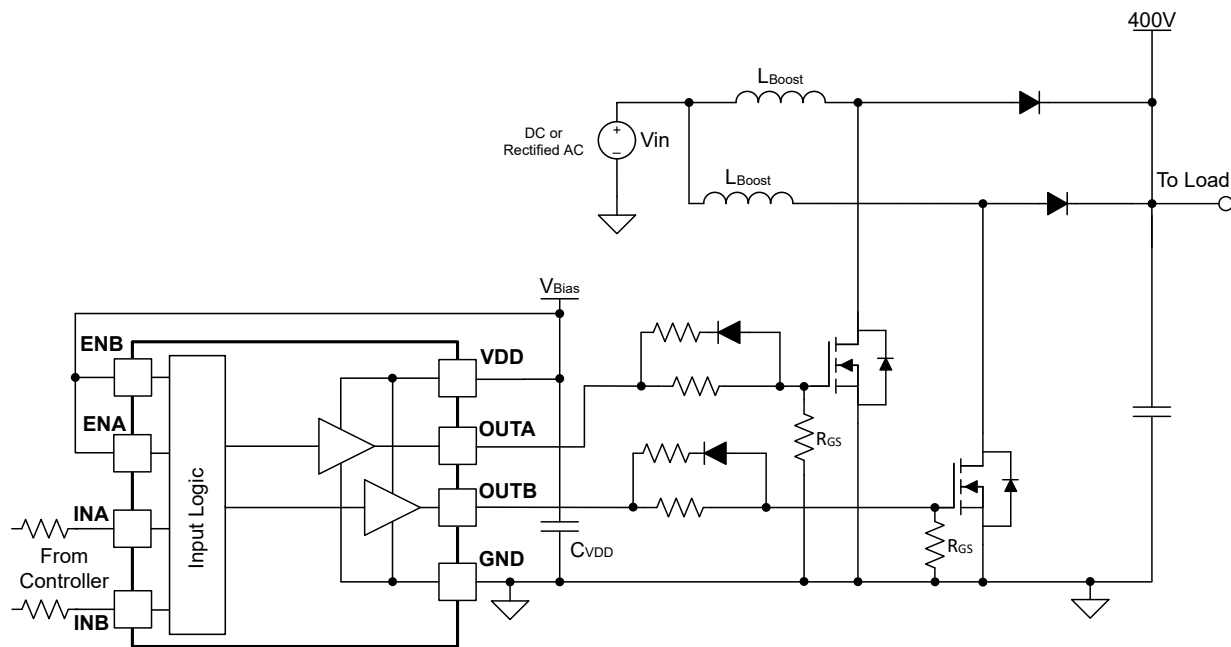 400V
LBoost
DC or
Rectified AC
+
–
Vin
LBoost
To Load
VBias
ENB
VDD
ENA
OUTA
RGS
OUTB
INA
Input Logic
From
Controller
CVDD
RGS
GND
INB